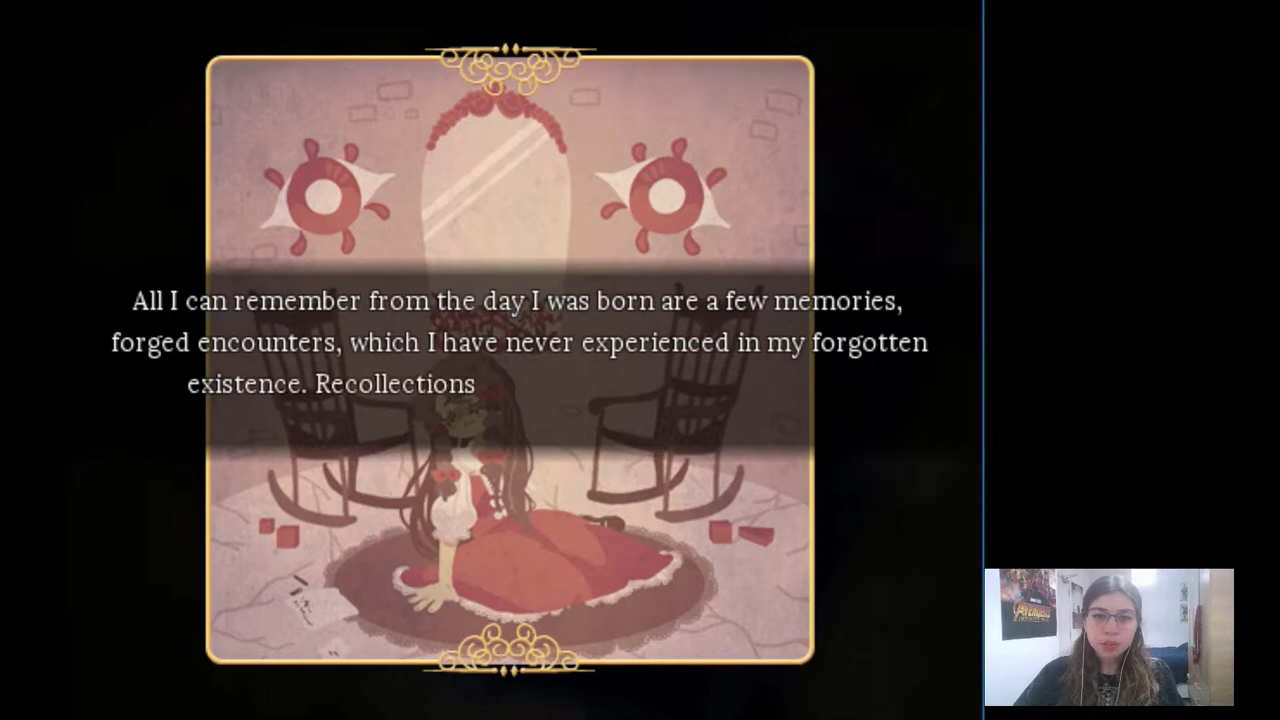 All I can remember from the day I was born are a few memories,
forged encounters, which I have never experienced in my forgotten
existence. Recollections
AVENGERS